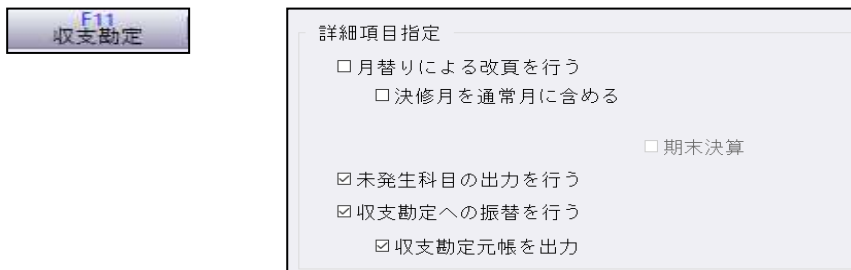 F11
収支勘定
詳細項目指定
□月替りによる改頁を行う
□決修月を通常月に含める
□期末決算
☑未発生科目の出力を行う
☑収支勘定への振替を行う
☑収支勘定元帳を出力